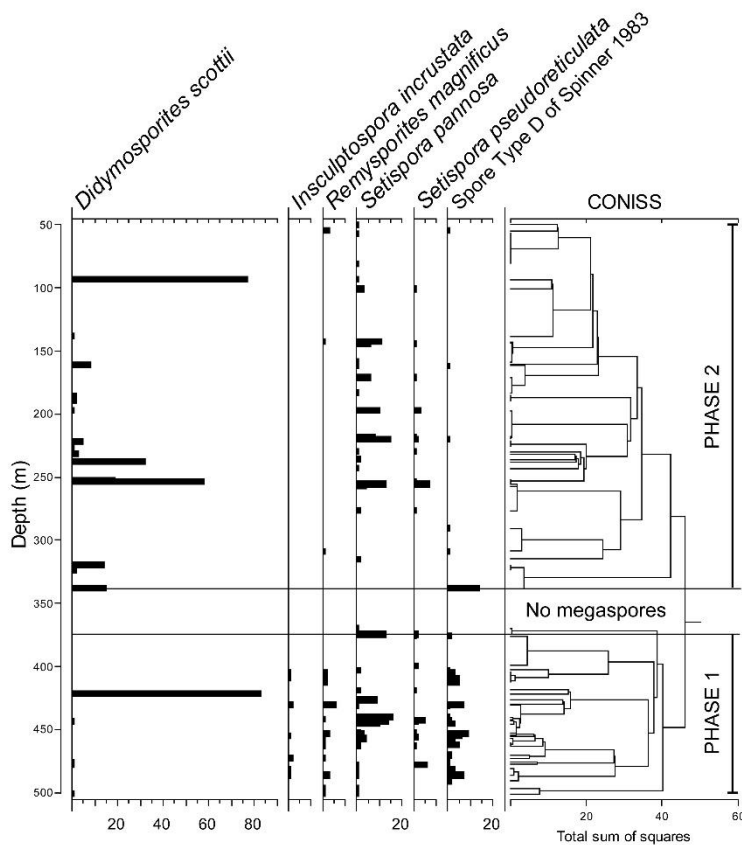 Didymosporites scottii
Insculptospora incrustata
Remysporites magnificus
Setispora pannosa
Setispora pseudoreticulata
Spore Type D of Spinner 1983
CONISS
Depth (m)
50
100
150
200
250
300
350
400
450
500
PHASE 2
No megaspores
PHASE 1
20 40 60 80 20 20 0 20 40 60
Total sum of squares